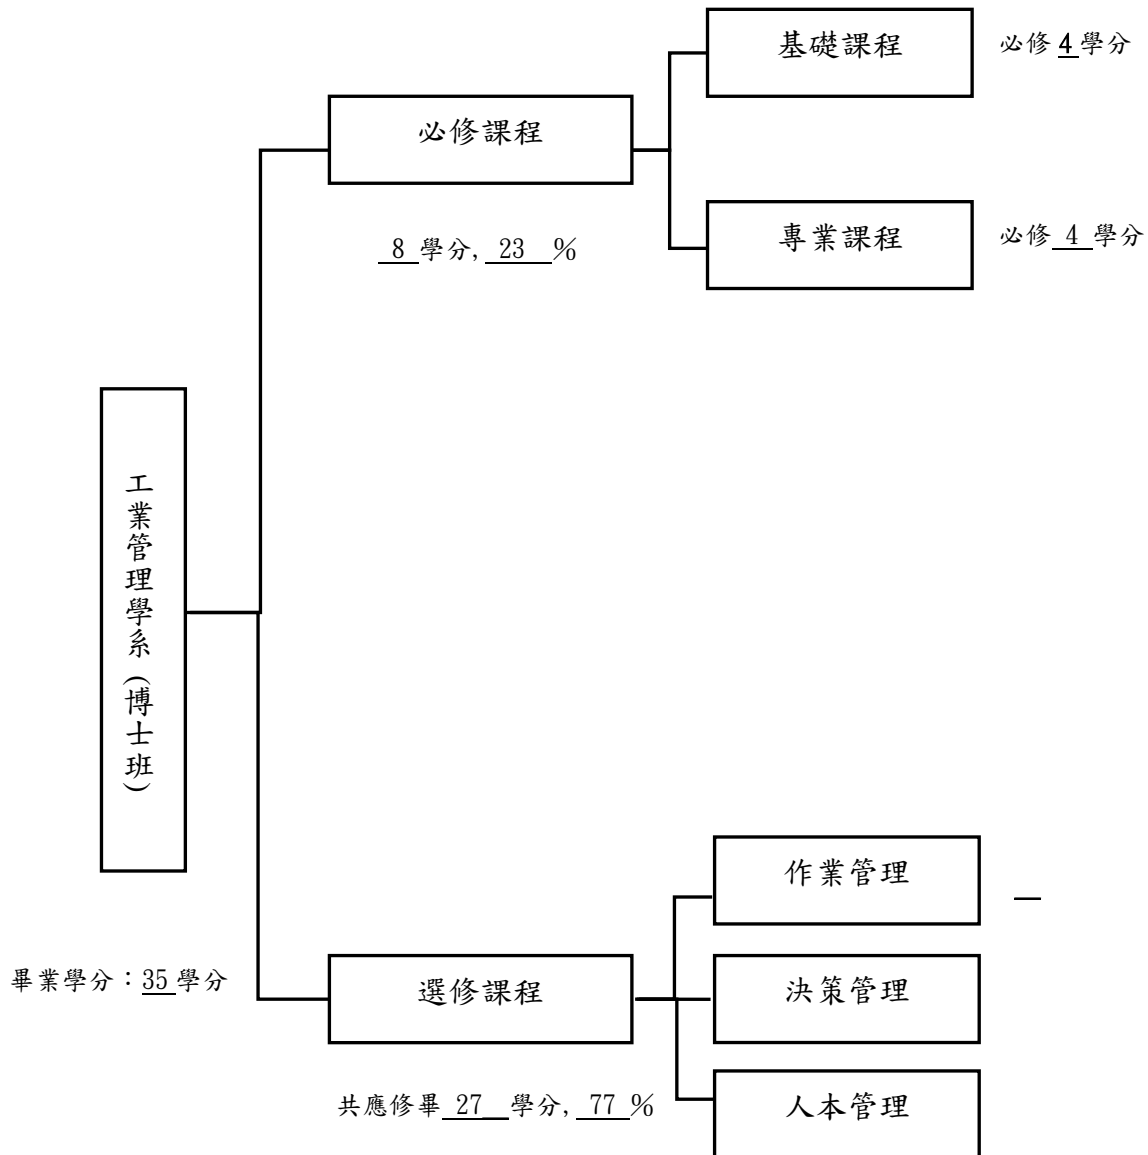 基礎課程
必修 4 學分
必修課程
專業課程
必修 4 學分
8 學分, 23 %
工業管理學系(博士班)
作業管理
畢業學分：35 學分
選修課程
決策管理
共應修畢 27 學分, 77 %
人本管理